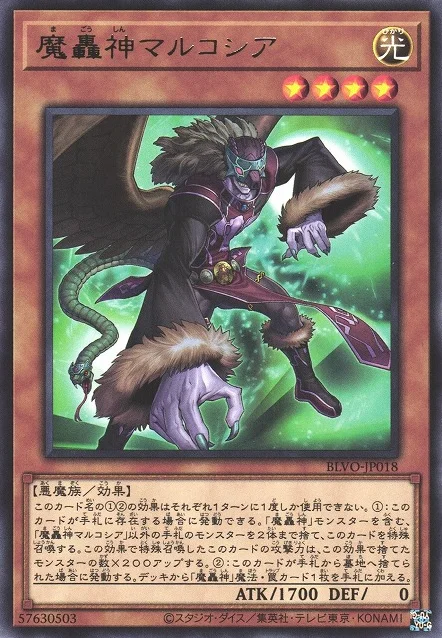 魔轟神マルコシア
光
BLVO-JP018
【悪魔族/効果】
このカード名の①②の効果はそれぞれ1ターンに1度しか使用できない。①:この
カードが手札に存在する場合に発動できる。「魔轟神」モンスターを含む、
「魔轟神マルコシア」以外の手札のモンスターを2体まで捨て、このカードを特殊
召喚する。この効果で特殊召喚したこのカードの攻撃力は、この効果で捨てた
モンスターの数×200アップする。②:このカードが手札から墓地へ捨てら
れた場合に発動する。デッキから「魔轟神」魔法・罠カード1枚を手札に加える。
ATK/1700 DEF/ 0
57630503
©スタジオ・ダイス/集英社・テレビ東京・KONAMI